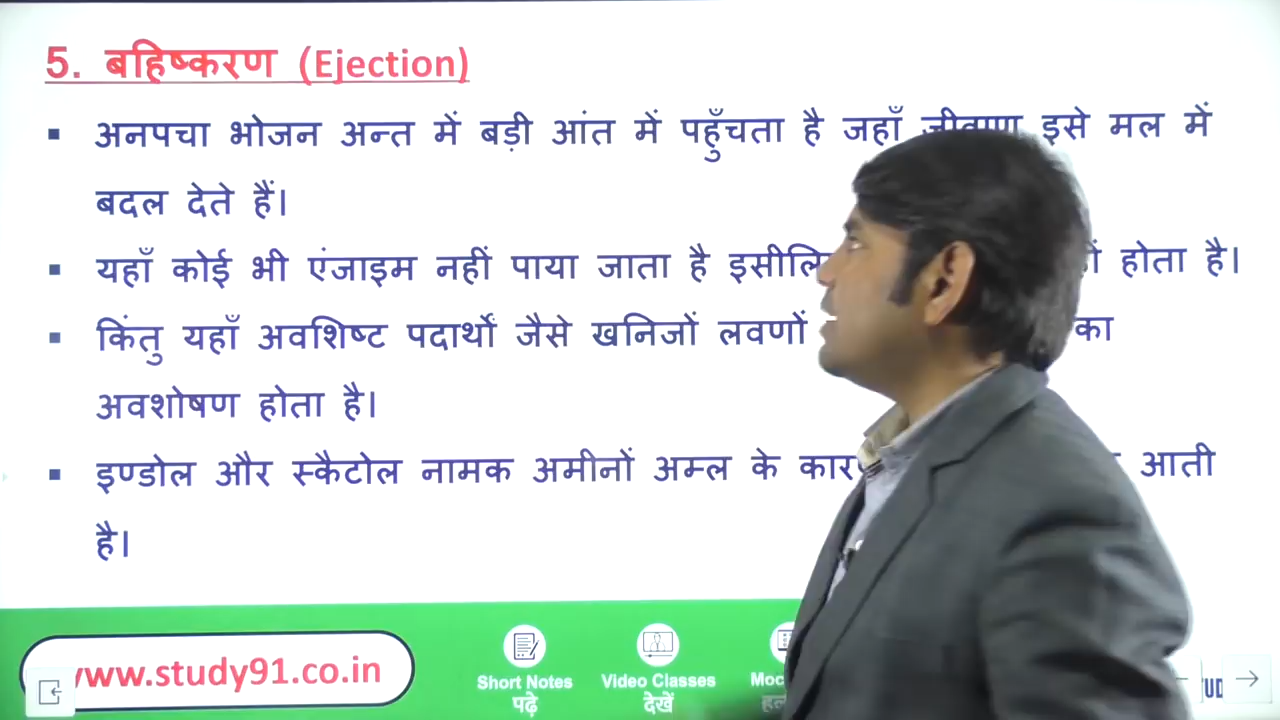 5. बहिष्करण (Ejection)
▪ अनपचा भोजन अन्त में बड़ी आंत में पहुँचता है जहाँ जीवाणु इसे मल में
बदल देते हैं।
▪ यहाँ कोई भी एंजाइम नहीं पाया जाता है होता है।
▪ किंतु यहाँ अवशिष्ट पदार्थों जैसे खनिजों लवणों का
अवशोषण होता है।
▪ इण्डोल और स्कैटोल नामक अमीनों अम्ल के आती
है।
www.study91.co.in
Short Notes
पढ़े
Video Classes
देखें